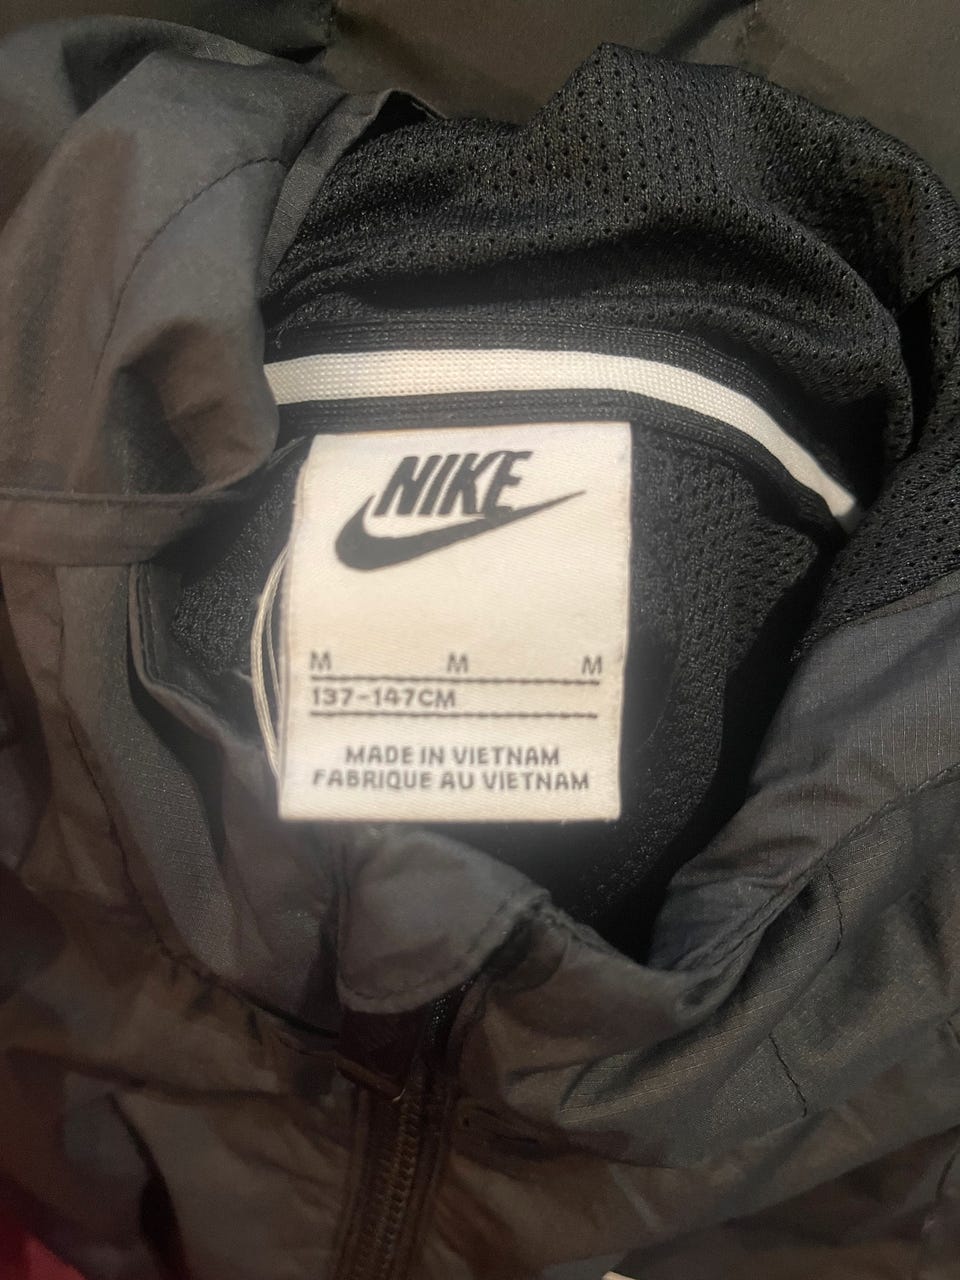 NIKE
M M M
137-147CM
MADE IN VIETNAM
FABRIQUE AU VIETNAM